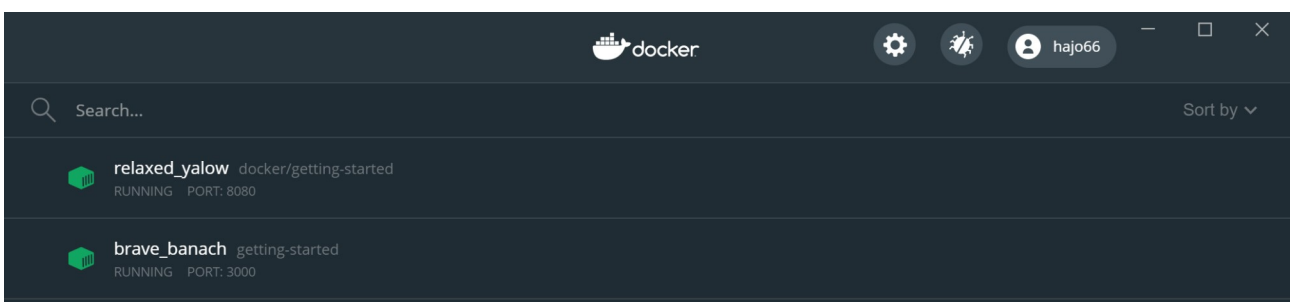 docker
hajo66
Search...
Sort by
relaxed_yalow docker/getting-started
RUNNING PORT: 8080
brave_banach getting-started
RUNNING PORT: 3000